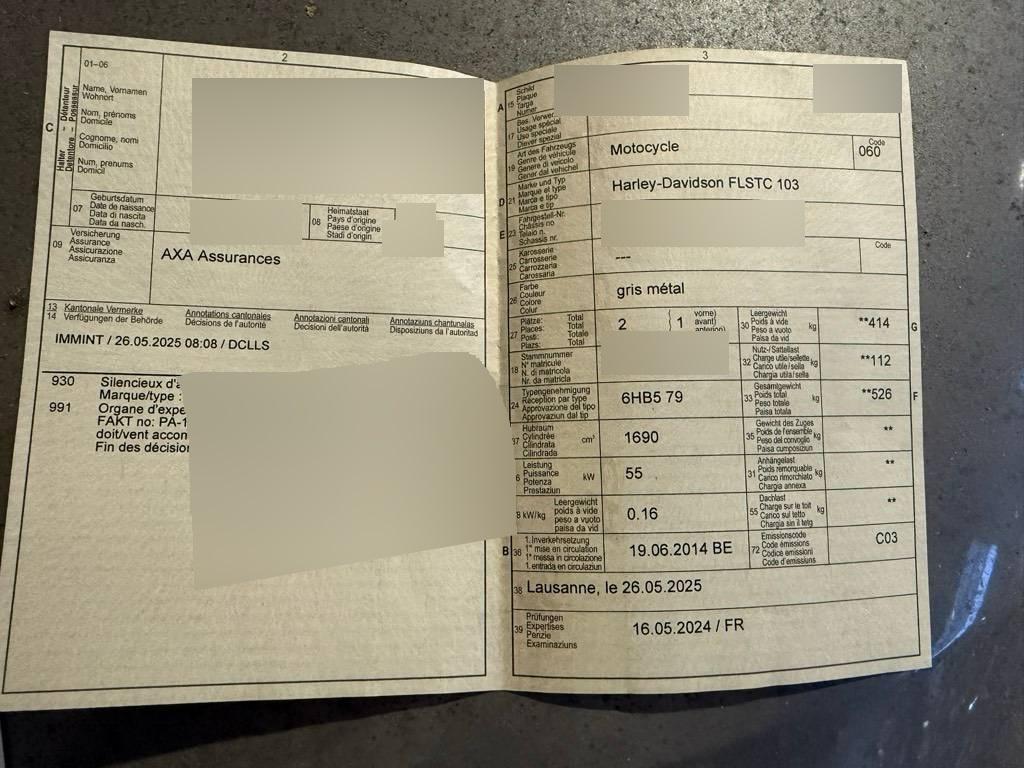 2
01–06
C
Halter – Détenteur
Detentore – Possessur
Name, Vornamen
Wohnort
Nom, prénoms
Domicile
Cognome, nomi
Domicilio
Num, prenums
Domicil
07
Geburtsdatum
Date de naissance
Data di nascita
Data da nasch.
08
Heimatstaat
Pays d'origine
Paese d'origine
Stadi d'origin
09
Versicherung
Assurance
Assicurazione
Assicuranza
AXA Assurances
13 Kantonale Vermerke Annotations cantonales Annotazioni cantonali Annotaziuns chantunalas
14 Verfügungen der Behörde Décisions de l'autorité Decisioni dell'autorità Disposiziuns da l'autoritad
IMMINT / 26.05.2025 08:08 / DCLLS
930 Silencieux
Marque/type :
991 Organe
FAKT no:
doit/vent
Fin des
3
A
15
Schild
Plaque
Targa
Numer
17
Bes. Verwer.
Usage spécial
Uso speciale
Diever spezial
19
Art des Fahrzeugs
Genre de véhicule
Genere di veicolo
Gener dal vehichel
Motocycle
Code
060
D 21
Marke und Typ
Marque et type
Marca e tipo
Marca e tip
Harley-Davidson FLSTC 103
E 23
Fahrgestell-Nr.
Châssis no
Telaio n.
Schassis nr.
25
Karosserie
Carrosserie
Carrozzeria
Carossaria
---
Code
26
Farbe
Couleur
Colore
Colur
gris métal
27
Plätze: Total
Places: Total
Posti: Totale
Plazs: Total
2
1
vorne)
avant)
30
Leergewicht
Poids à vide
Peso a vuoto
Paisa da vid
kg
**414
G
18
Stammnummer
N° matricule
N. di matricola
Nr. da matricla
32
Nutz-/Sattellast
Charge utile/sellette
Carico utile/sella
Chargia utila/sella
kg
**112
24
Typengenehmigung
Réception par type
Approvazione del tipo
Approvaziun dal tip
6HB5 79
33
Gesamtgewicht
Poids total
Peso totale
Paisa totala
kg
**526
F
37
Hubraum
Cylindrée
Cilindrata
Cilindrada
cm³
1690
35
Gewicht des Zuges
Poids de l'ensemble
Peso del convoglio
Paisa cumposiziun
kg
**
6
Leistung
Puissance
Potenza
Prestaziun
kW
55
31
Anhängelast
Poids remorquable
Carico rimorchiato
Chargia annexa
kg
**
8 kW/kg
Leergewicht
poids à vide
peso a vuoto
paisa da vid
0.16
55
Dachlast
Charge sur le toit
Carico sul tetto
Chargia sin il tetg
kg
**
B 36
1.Inverkehrsetzung
1re mise en circulation
1a messa in circolazione
1. entrada en circulaziun
19.06.2014 BE
72
Emissionscode
Code émissions
Codice emissioni
Code d'emissiuns
C03
38 Lausanne, le 26.05.2025
39
Prüfungen
Expertises
Perizie
Examinaziuns
16.05.2024 / FR